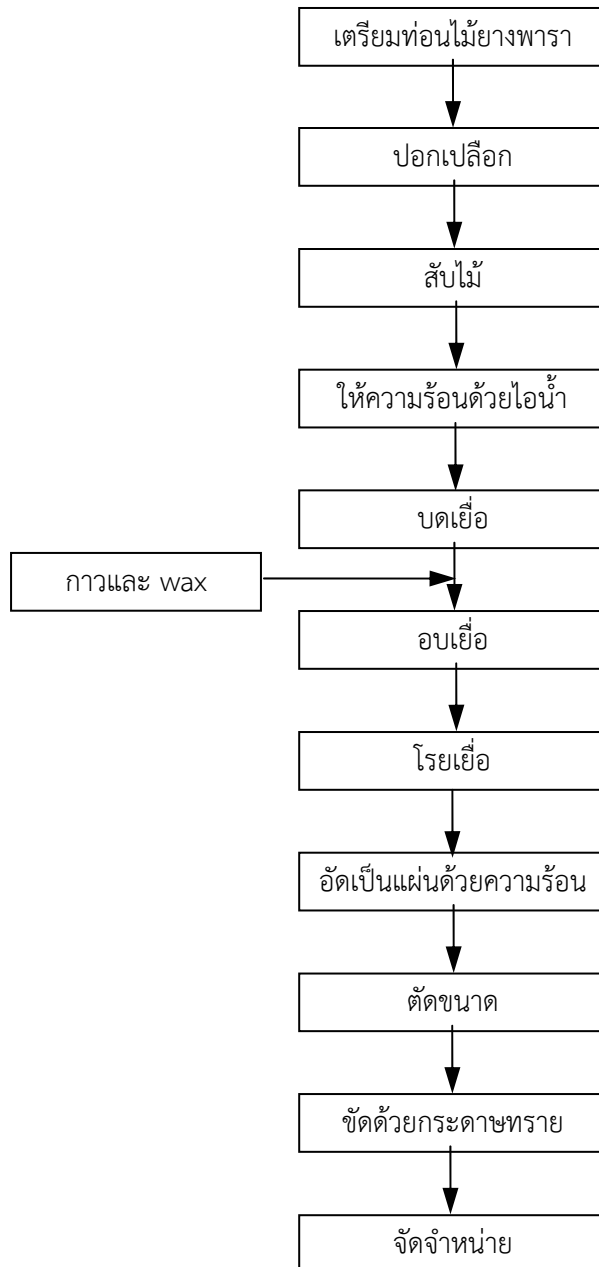 เตรียมท่อนไม้ยางพารา
ปอกเปลือก
สับไม้
ให้ความร้อนด้วยไอน้ำ
บดเยื่อ
กาวและ wax
อบเยื่อ
โรยเยื่อ
อัดเป็นแผ่นด้วยความร้อน
ตัดขนาด
ขัดด้วยกระดาษทราย
จัดจำหน่าย